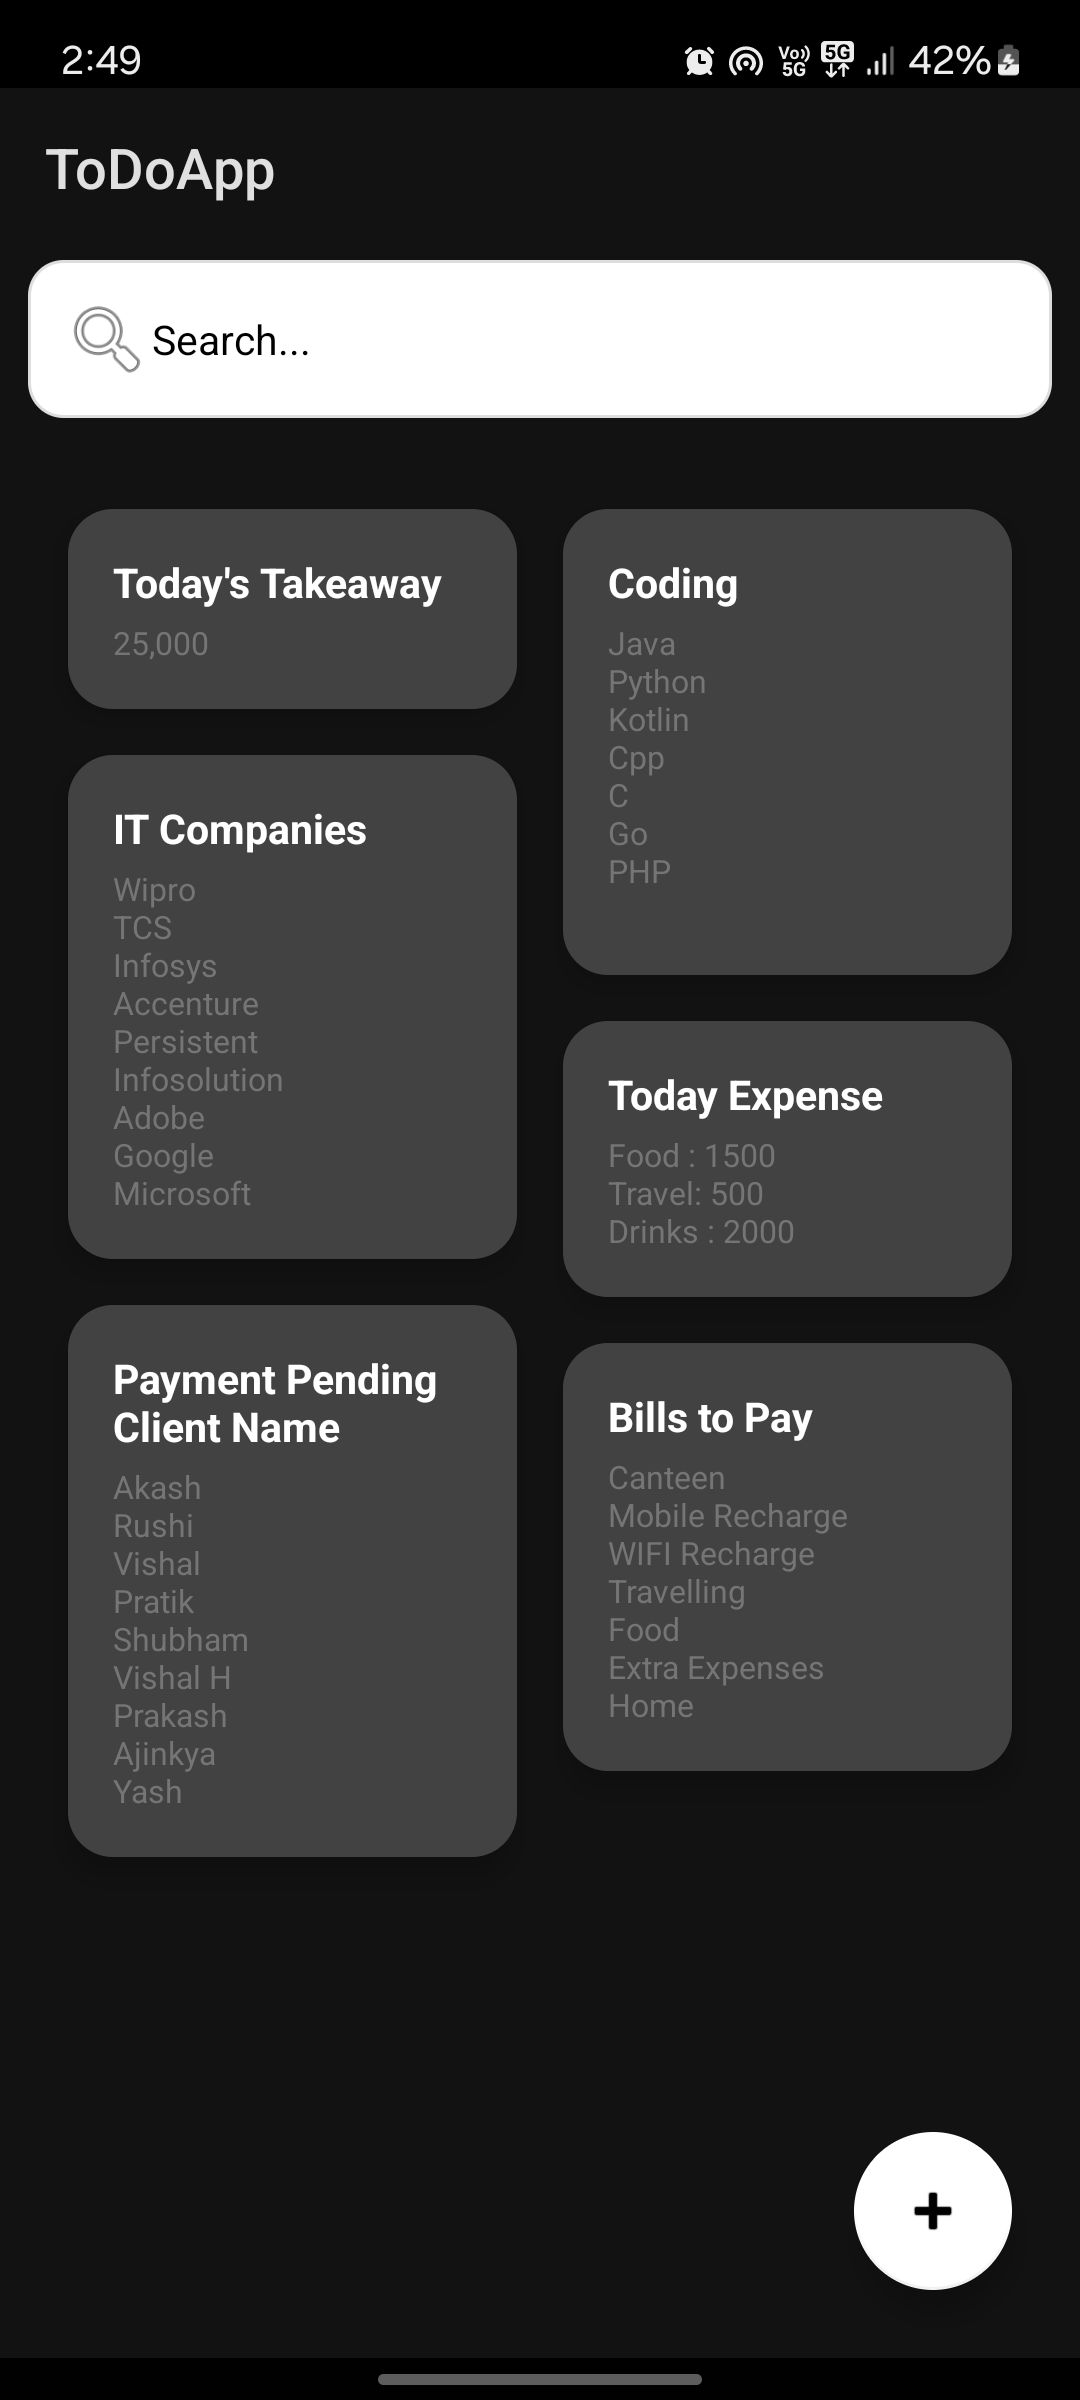 2:49
Vo)) 5G
5G
42%
ToDoApp
Search...
Today's Takeaway
25,000
IT Companies
Wipro
TCS
Infosys
Accenture
Persistent
Infosolution
Adobe
Google
Microsoft
Payment Pending
Client Name
Akash
Rushi
Vishal
Pratik
Shubham
Vishal H
Prakash
Ajinkya
Yash
Coding
Java
Python
Kotlin
Cpp
C
Go
PHP
Today Expense
Food : 1500
Travel: 500
Drinks : 2000
Bills to Pay
Canteen
Mobile Recharge
WIFI Recharge
Travelling
Food
Extra Expenses
Home
+